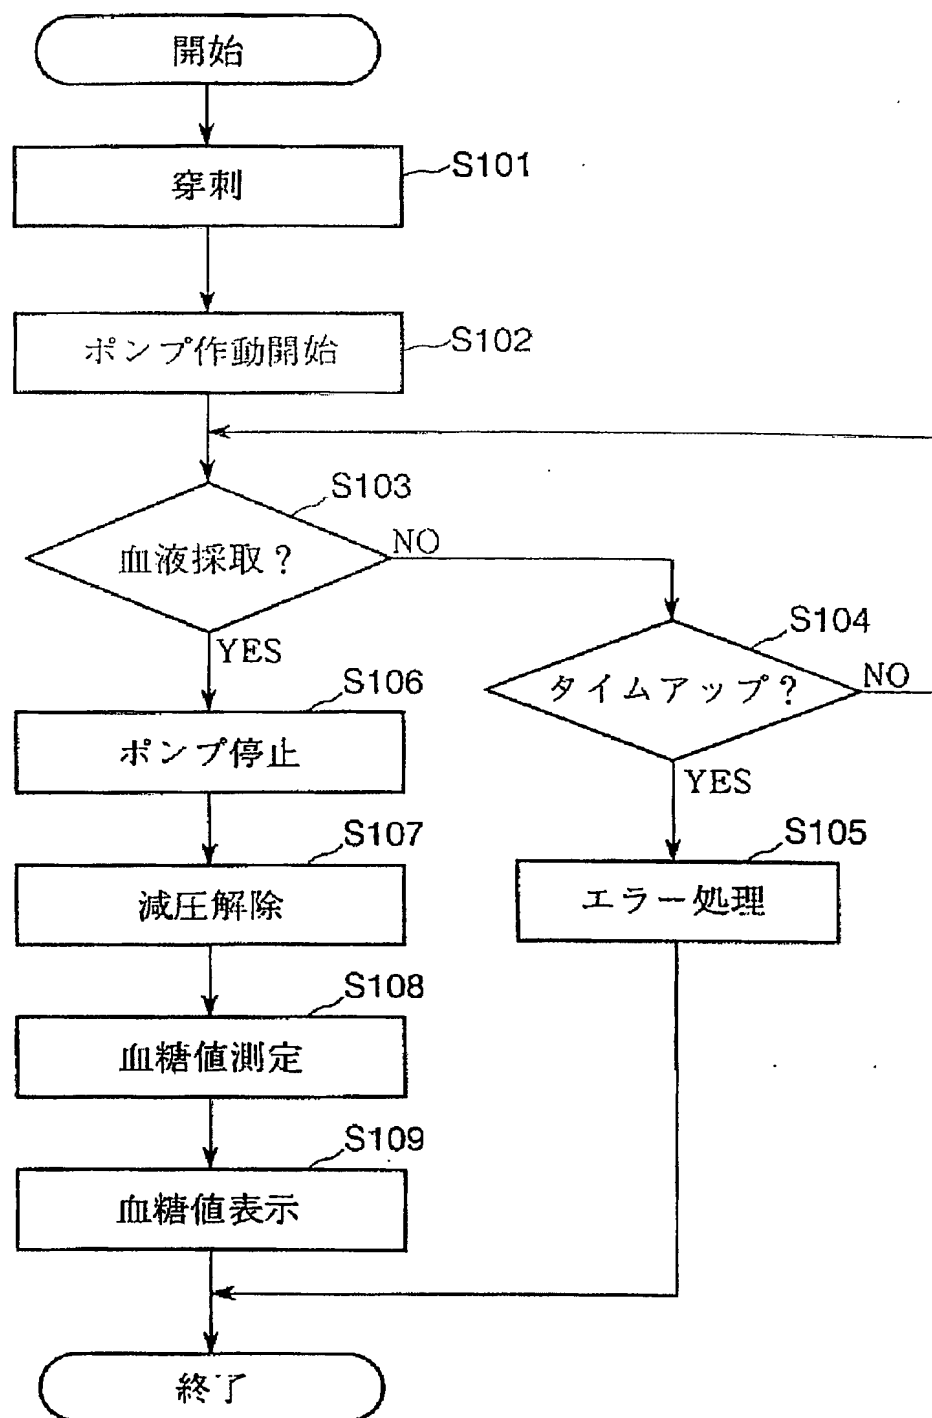 開始
穿刺
S101
ポンプ作動開始
S102
S103
血液採取？
NO
YES
S104
タイムアップ？
NO
YES
S105
エラー処理
S106
ポンプ停止
S107
減圧解除
S108
血糖値測定
S109
血糖値表示
終了